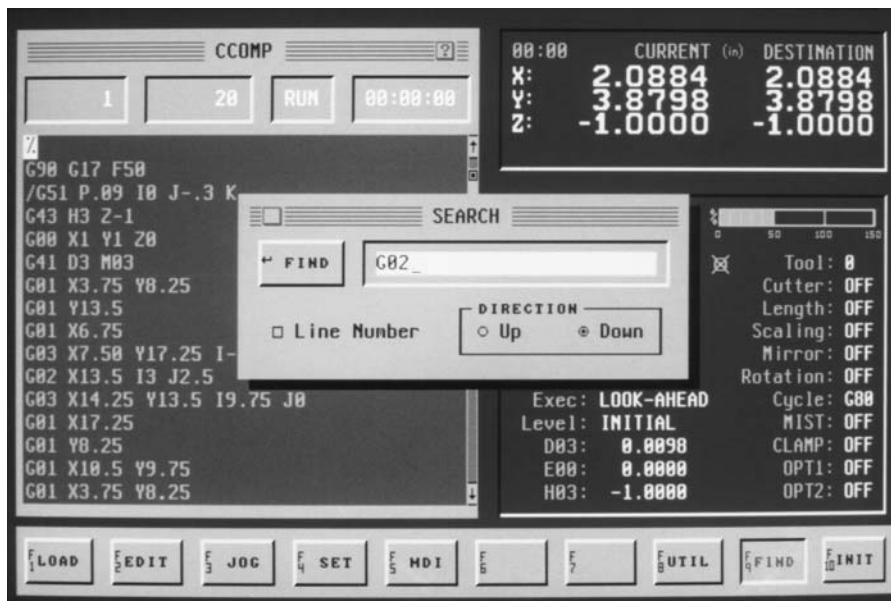 CCOMP ?
1 20 RUN 00:00:00
%
G90 G17 F50
/G51 P.09 I0 J-.3 K
G43 H3 Z-1
G00 X1 Y1 Z0
G41 D3 M03
G01 X3.75 Y8.25
G01 Y13.5
G01 X6.75
G03 X7.50 Y17.25 I-
G02 X13.5 I3 J2.5
G03 X14.25 Y13.5 I9.75 J0
G01 X17.25
G01 Y8.25
G01 X10.5 Y9.75
G01 X3.75 Y8.25
00:00 CURRENT (in) DESTINATION
X: 2.0884 2.0884
Y: 3.8798 3.8798
Z: -1.0000 -1.0000
SEARCH
FIND G02_
Line Number
DIRECTION
Up Down
%
0 50 100 150
Tool: 0
Cutter: OFF
Length: OFF
Scaling: OFF
Mirror: OFF
Rotation: OFF
Exec: LOOK-AHEAD Cycle: G80
Level: INITIAL MIST: OFF
D03: 0.0098 CLAMP: OFF
E00: 0.0000 OPT1: OFF
H03: -1.0000 OPT2: OFF
F1 LOAD F2 EDIT F3 JOG F4 SET F5 MDI F6 F7 F8 UTIL F9 FIND F10 INIT